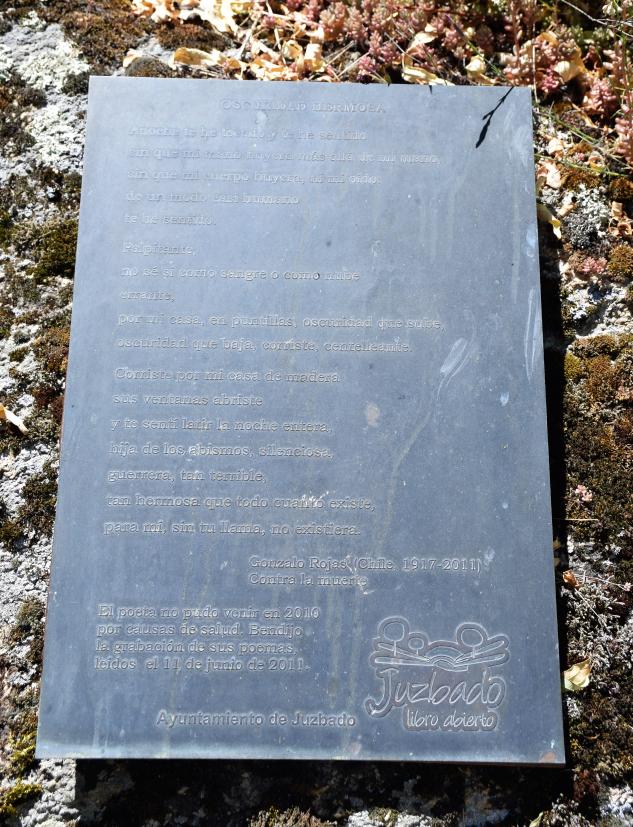 OSCURIDAD HERMOSA
Anoche te he tocado y te he sentido
sin que mi mano huyera más allá de mi mano,
sin que mi cuerpo huyera, ni mi oído:
de un modo casi humano
te he sentido.
Palpitante,
no sé si como sangre o como nube
errante,
por mi casa, en puntillas, oscuridad que sube,
oscuridad que baja, corriste, centelleante.
Corriste por mi casa de madera
sus ventanas abriste
y te sentí latir la noche entera,
hija de los abismos, silenciosa,
guerrera, tan terrible,
tan hermosa que todo cuanto existe,
para mí, sin tu llama, no existiera.
Gonzalo Rojas (Chile, 1917-2011)
Contra la muerte
El poeta no pudo venir en 2010
por causas de salud. Bendijo
la grabación de sus poemas,
leídos el 11 de junio de 2011.
Juzbado
libro abierto
Ayuntamiento de Juzbado